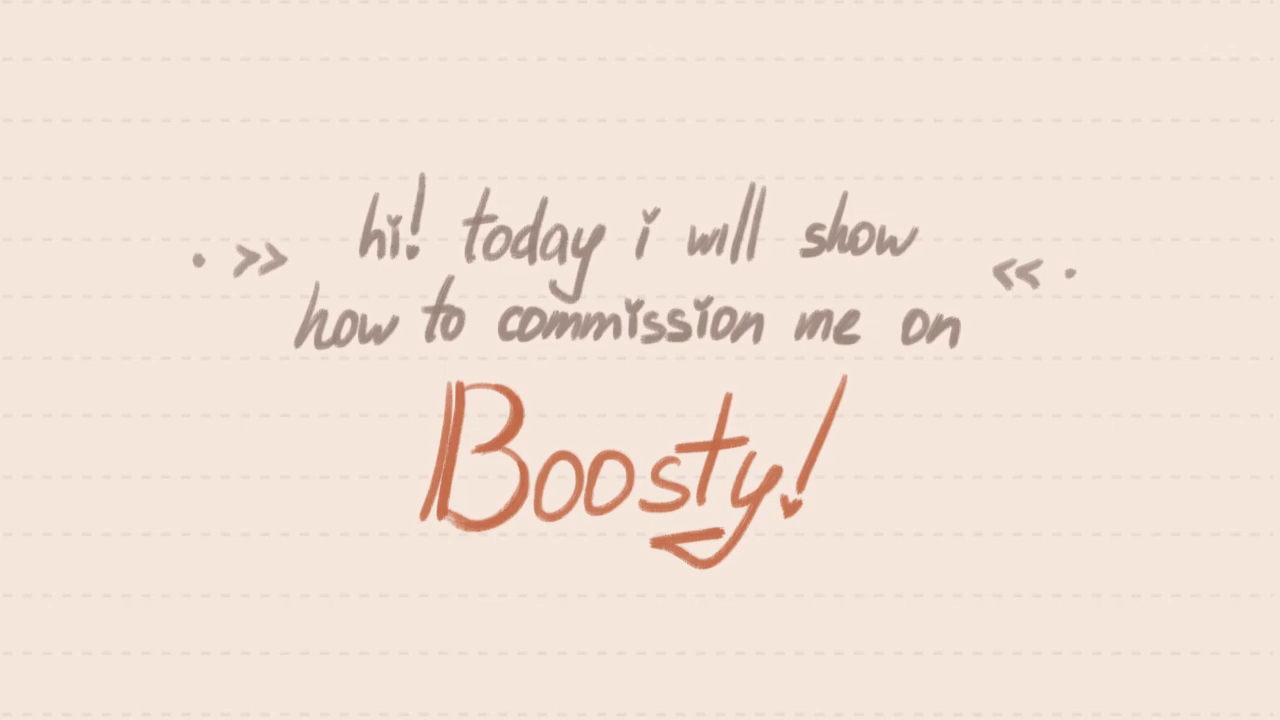 hi! today i will show
· >> how to commission me on << ·
Boosty!